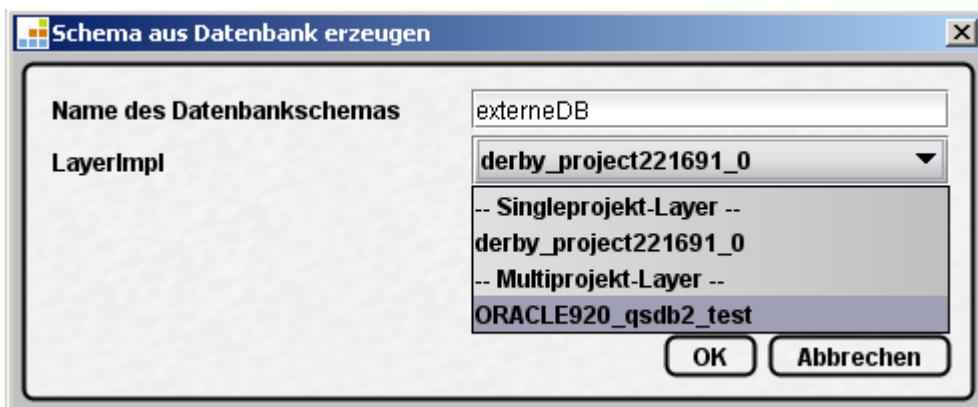 Schema aus Datenbank erzeugen
Name des Datenbankschemas externeDB
LayerImpl derby_project221691_0
-- Singleprojekt-Layer --
derby_project221691_0
-- Multiprojekt-Layer --
ORACLE920_qsdb2_test
OK Abbrechen